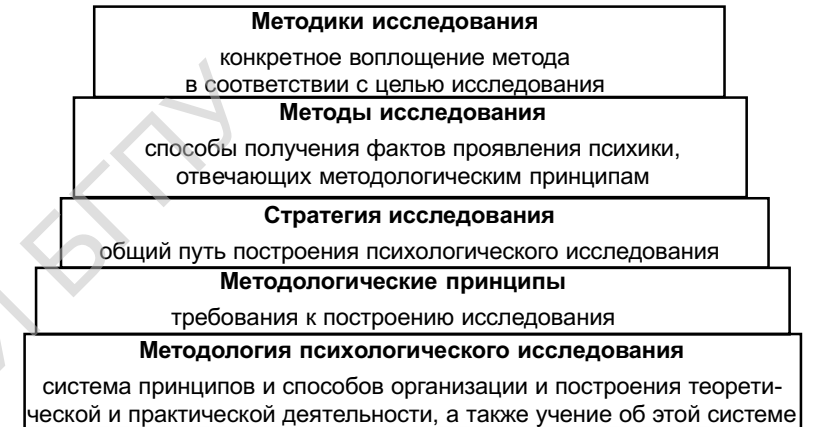 Методики исследования
конкретное воплощение метода
в соответствии с целью исследования
Методы исследования
способы получения фактов проявления психики,
отвечающих методологическим принципам
Стратегия исследования
общий путь построения психологического исследования
Методологические принципы
требования к построению исследования
Методология психологического исследования
система принципов и способов организации и построения теорети-
ческой и практической деятельности, а также учение об этой системе
БГПУ